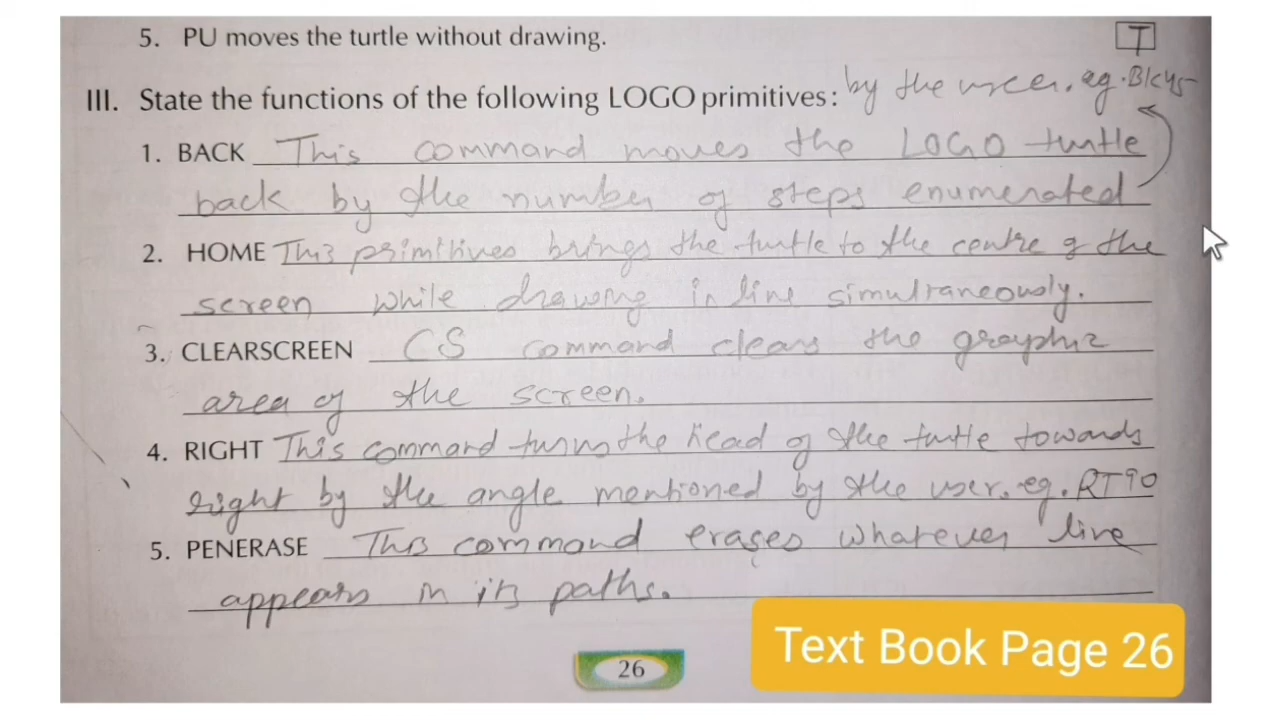 5. PU moves the turtle without drawing. T
III. State the functions of the following LOGO primitives: by the user. eg. Bk45
1. BACK This command moves the LOGO turtle
back by the number of steps enumerated
2. HOME This primitives brings the turtle to the centre of the
screen while drawing in line simultraneously.
3. CLEARSCREEN CS command clears the graphiz
area of the screen.
4. RIGHT This command turns the head of the turtle towards
right by the angle mentioned by the user. eg. RT90
5. PENERASE This command erases whatever line
appears in its paths.
26
Text Book Page 26